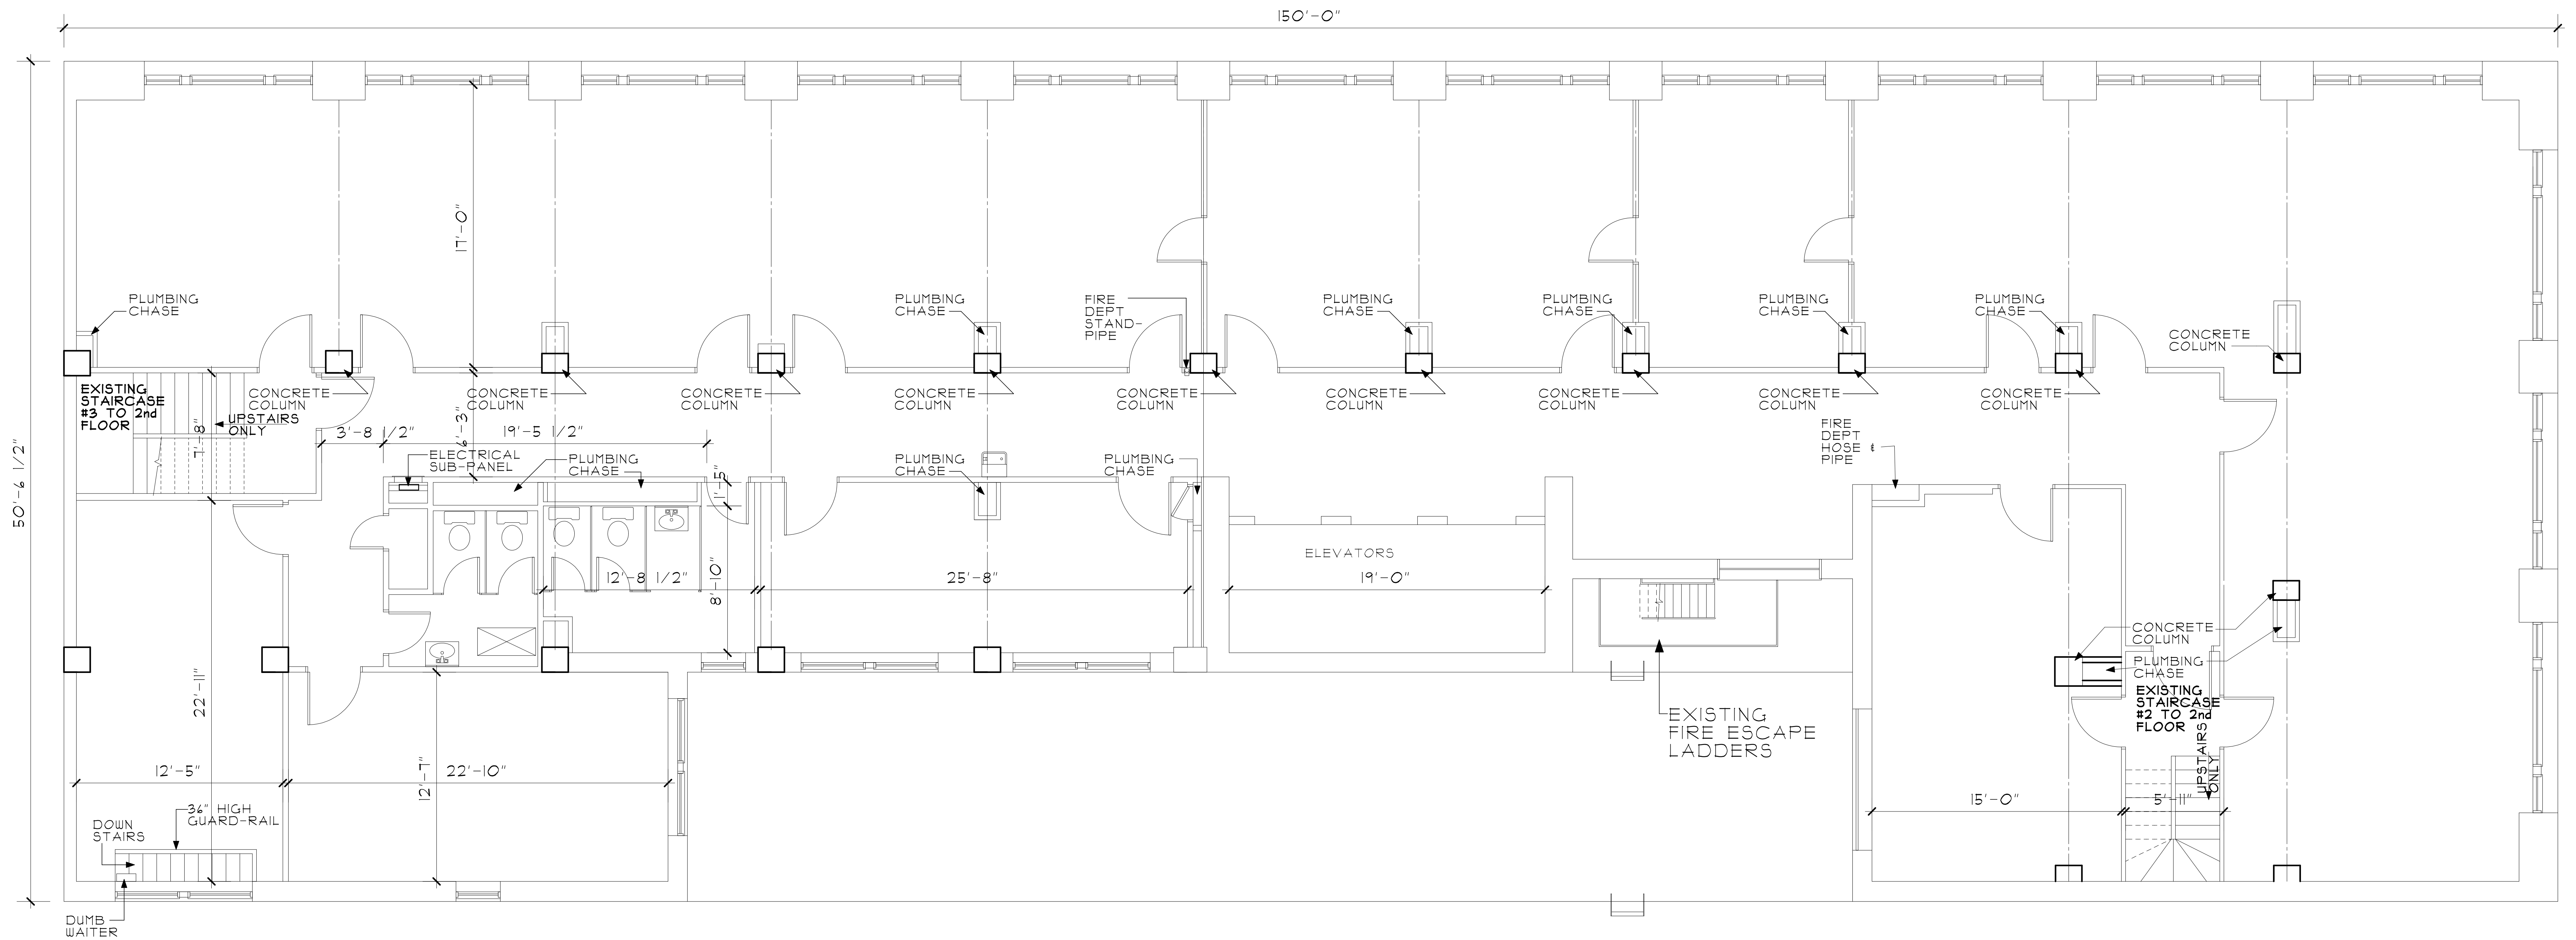 150'-0"
50'-6 1/2"
17'-0"
PLUMBING
CHASE
PLUMBING
CHASE
FIRE
DEPT
STAND-
PIPE
PLUMBING
CHASE
PLUMBING
CHASE
PLUMBING
CHASE
PLUMBING
CHASE
CONCRETE
COLUMN
EXISTING
STAIRCASE
#3 TO 2nd
FLOOR
UPSTAIRS
ONLY
7'-8"
CONCRETE
COLUMN
CONCRETE
COLUMN
CONCRETE
COLUMN
CONCRETE
COLUMN
CONCRETE
COLUMN
CONCRETE
COLUMN
CONCRETE
COLUMN
CONCRETE
COLUMN
CONCRETE
COLUMN
6'-3"
3'-8 1/2"
19'-5 1/2"
ELECTRICAL
SUB-PANEL
PLUMBING
CHASE
1'-5"
PLUMBING
CHASE
PLUMBING
CHASE
FIRE
DEPT
HOSE &
PIPE
ELEVATORS
12'-8 1/2"
8'-10"
25'-8"
19'-0"
CONCRETE
COLUMN
PLUMBING
CHASE
EXISTING
STAIRCASE
#2 TO 2nd
FLOOR
UPSTAIRS
ONLY
22'-11"
EXISTING
FIRE ESCAPE
LADDERS
12'-5"
22'-10"
12'-7"
15'-0"
5'-11"
36" HIGH
GUARD-RAIL
DOWN
STAIRS
DUMB
WAITER